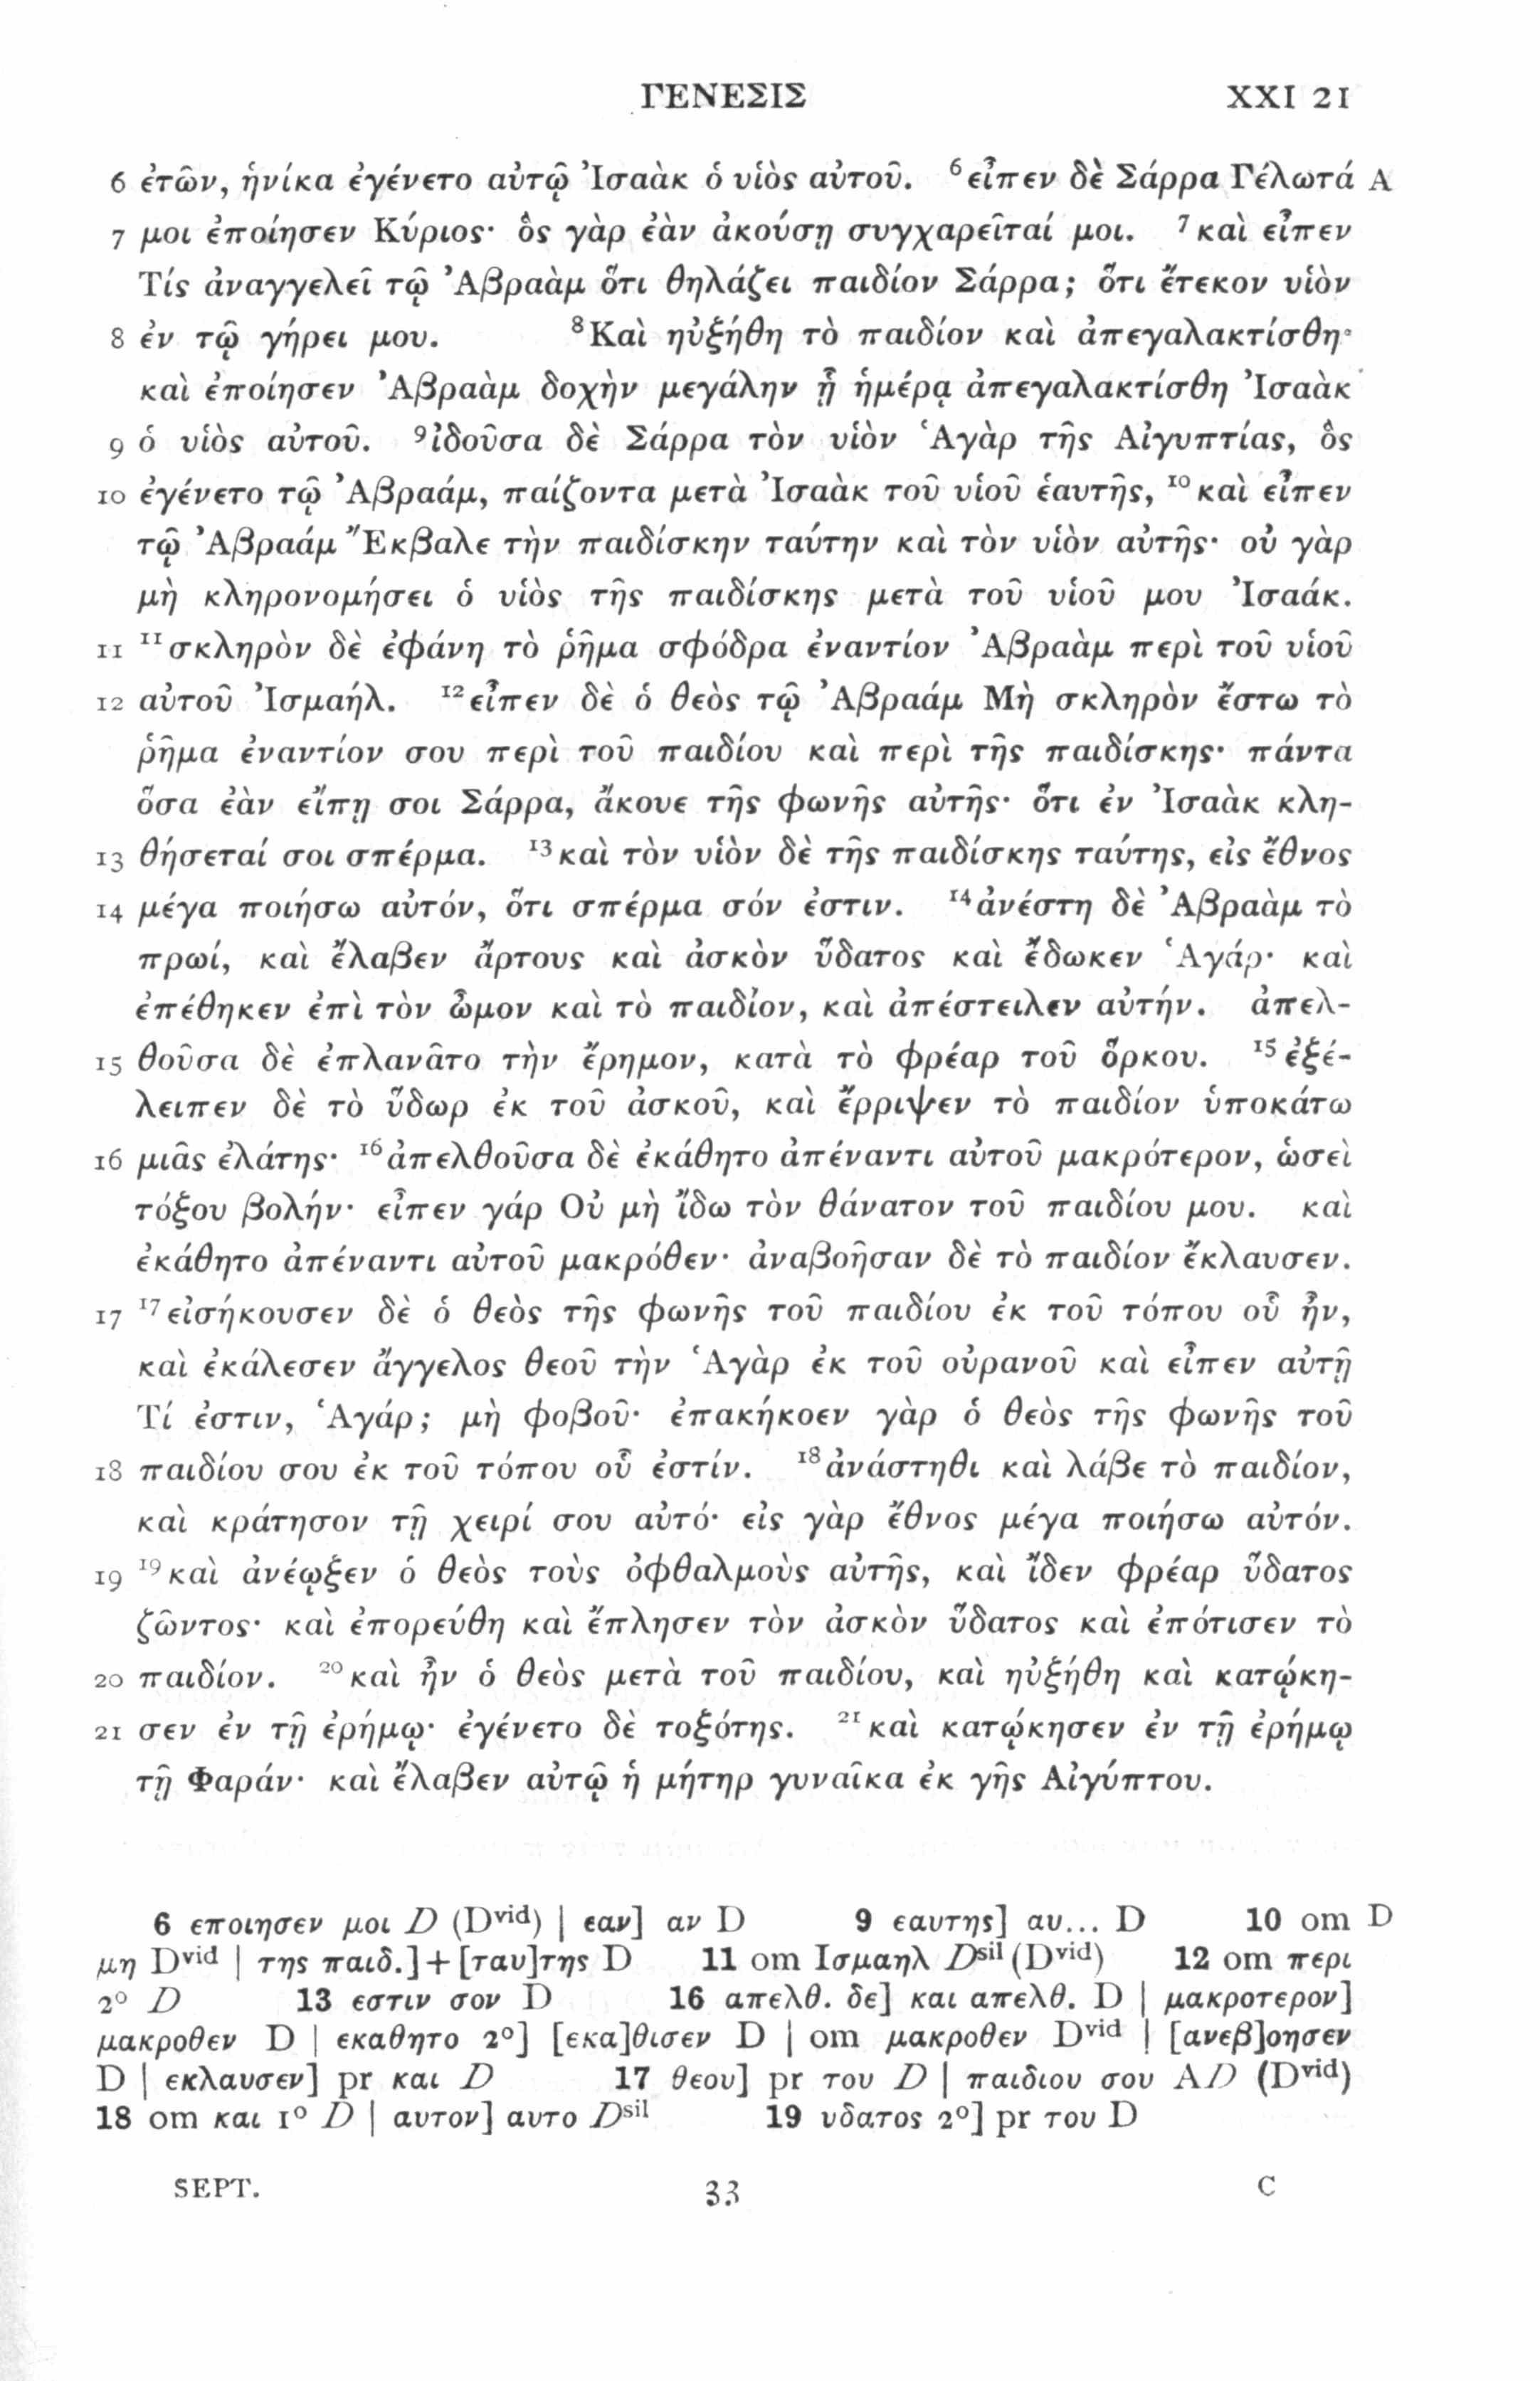 ΓΕΝΕΣΙΣ XXI 21
6 ἐτῶν, ἡνίκα ἐγένετο αὐτῷ Ἰσαὰκ ὁ υἱὸς αὐτοῦ. ⁶εἶπεν δὲ Σάρρα Γέλωτά A
7 μοι ἐποίησεν Κύριος· ὃς γὰρ ἐὰν ἀκούσῃ συγχαρεῖταί μοι. ⁷καὶ εἶπεν
Τίς ἀναγγελεῖ τῷ Ἀβραὰμ ὅτι θηλάζει παιδίον Σάρρα; ὅτι ἔτεκον υἱὸν
8 ἐν τῷ γήρει μου. ⁸Καὶ ηὐξήθη τὸ παιδίον καὶ ἀπεγαλακτίσθη·
καὶ ἐποίησεν Ἀβραὰμ δοχὴν μεγάλην ᾗ ἡμέρᾳ ἀπεγαλακτίσθη Ἰσαὰκ
9 ὁ υἱὸς αὐτοῦ. ⁹ἰδοῦσα δὲ Σάρρα τὸν υἱὸν Ἁγὰρ τῆς Αἰγυπτίας, ὃς
10 ἐγένετο τῷ Ἀβραάμ, παίζοντα μετὰ Ἰσαὰκ τοῦ υἱοῦ ἑαυτῆς, ¹⁰καὶ εἶπεν
τῷ Ἀβραάμ Ἔκβαλε τὴν παιδίσκην ταύτην καὶ τὸν υἱὸν αὐτῆς· οὐ γὰρ
μὴ κληρονομήσει ὁ υἱὸς τῆς παιδίσκης μετὰ τοῦ υἱοῦ μου Ἰσαάκ.
11 ¹¹σκληρὸν δὲ ἐφάνη τὸ ῥῆμα σφόδρα ἐναντίον Ἀβραὰμ περὶ τοῦ υἱοῦ
12 αὐτοῦ Ἰσμαήλ. ¹²εἶπεν δὲ ὁ θεὸς τῷ Ἀβραάμ Μὴ σκληρὸν ἔστω τὸ
ῥῆμα ἐναντίον σου περὶ τοῦ παιδίου καὶ περὶ τῆς παιδίσκης· πάντα
ὅσα ἐὰν εἴπῃ σοι Σάρρα, ἄκουε τῆς φωνῆς αὐτῆς· ὅτι ἐν Ἰσαὰκ κλη-
13 θήσεταί σοι σπέρμα. ¹³καὶ τὸν υἱὸν δὲ τῆς παιδίσκης ταύτης, εἰς ἔθνος
14 μέγα ποιήσω αὐτόν, ὅτι σπέρμα σόν ἐστιν. ¹⁴ἀνέστη δὲ Ἀβραὰμ τὸ
πρωί, καὶ ἔλαβεν ἄρτους καὶ ἀσκὸν ὕδατος καὶ ἔδωκεν Ἁγάρ· καὶ
ἐπέθηκεν ἐπὶ τὸν ὦμον καὶ τὸ παιδίον, καὶ ἀπέστειλεν αὐτήν. ἀπελ-
15 θοῦσα δὲ ἐπλανᾶτο τὴν ἔρημον, κατὰ τὸ φρέαρ τοῦ ὅρκου. ¹⁵ἐξέ-
λειπεν δὲ τὸ ὕδωρ ἐκ τοῦ ἀσκοῦ, καὶ ἔρριψεν τὸ παιδίον ὑποκάτω
16 μιᾶς ἐλάτης· ¹⁶ἀπελθοῦσα δὲ ἐκάθητο ἀπέναντι αὐτοῦ μακρότερον, ὡσεὶ
τόξου βολήν· εἶπεν γάρ Οὐ μὴ ἴδω τὸν θάνατον τοῦ παιδίου μου. καὶ
ἐκάθητο ἀπέναντι αὐτοῦ μακρόθεν· ἀναβοῆσαν δὲ τὸ παιδίον ἔκλαυσεν.
17 ¹⁷εἰσήκουσεν δὲ ὁ θεὸς τῆς φωνῆς τοῦ παιδίου ἐκ τοῦ τόπου οὗ ἦν,
καὶ ἐκάλεσεν ἄγγελος θεοῦ τὴν Ἁγὰρ ἐκ τοῦ οὐρανοῦ καὶ εἶπεν αὐτῇ
Τί ἐστιν, Ἁγάρ; μὴ φοβοῦ· ἐπακήκοεν γὰρ ὁ θεὸς τῆς φωνῆς τοῦ
18 παιδίου σου ἐκ τοῦ τόπου οὗ ἐστίν. ¹⁸ἀνάστηθι καὶ λάβε τὸ παιδίον,
καὶ κράτησον τῇ χειρί σου αὐτό· εἰς γὰρ ἔθνος μέγα ποιήσω αὐτόν.
19 ¹⁹καὶ ἀνέῳξεν ὁ θεὸς τοὺς ὀφθαλμοὺς αὐτῆς, καὶ ἴδεν φρέαρ ὕδατος
ζῶντος· καὶ ἐπορεύθη καὶ ἔπλησεν τὸν ἀσκὸν ὕδατος καὶ ἐπότισεν τὸ
20 παιδίον. ²⁰καὶ ἦν ὁ θεὸς μετὰ τοῦ παιδίου, καὶ ηὐξήθη καὶ κατῴκη-
21 σεν ἐν τῇ ἐρήμῳ· ἐγένετο δὲ τοξότης. ²¹καὶ κατῴκησεν ἐν τῇ ἐρήμῳ
τῇ Φαράν· καὶ ἔλαβεν αὐτῷ ἡ μήτηρ γυναῖκα ἐκ γῆς Αἰγύπτου.
6 εποιησεν μοι D (Dvid) | εαν] αν D 9 εαυτης] αυ... D 10 om D
μη Dvid | της παιδ.]+[ταυ]της D 11 om Ισμαηλ Dsil (Dvid) 12 om περι
2° D 13 εστιν σον D 16 απελθ. δε] και απελθ. D | μακροτερον]
μακροθεν D | εκαθητο 2°] [εκα]θισεν D | om μακροθεν Dvid | [ανεβ]οησεν
D | εκλαυσεν] pr και D 17 θεου] pr του D | παιδιου σου AD (Dvid)
18 om και 1° D | αυτον] αυτο Dsil 19 υδατος 2°] pr του D
SEPT. 33 C